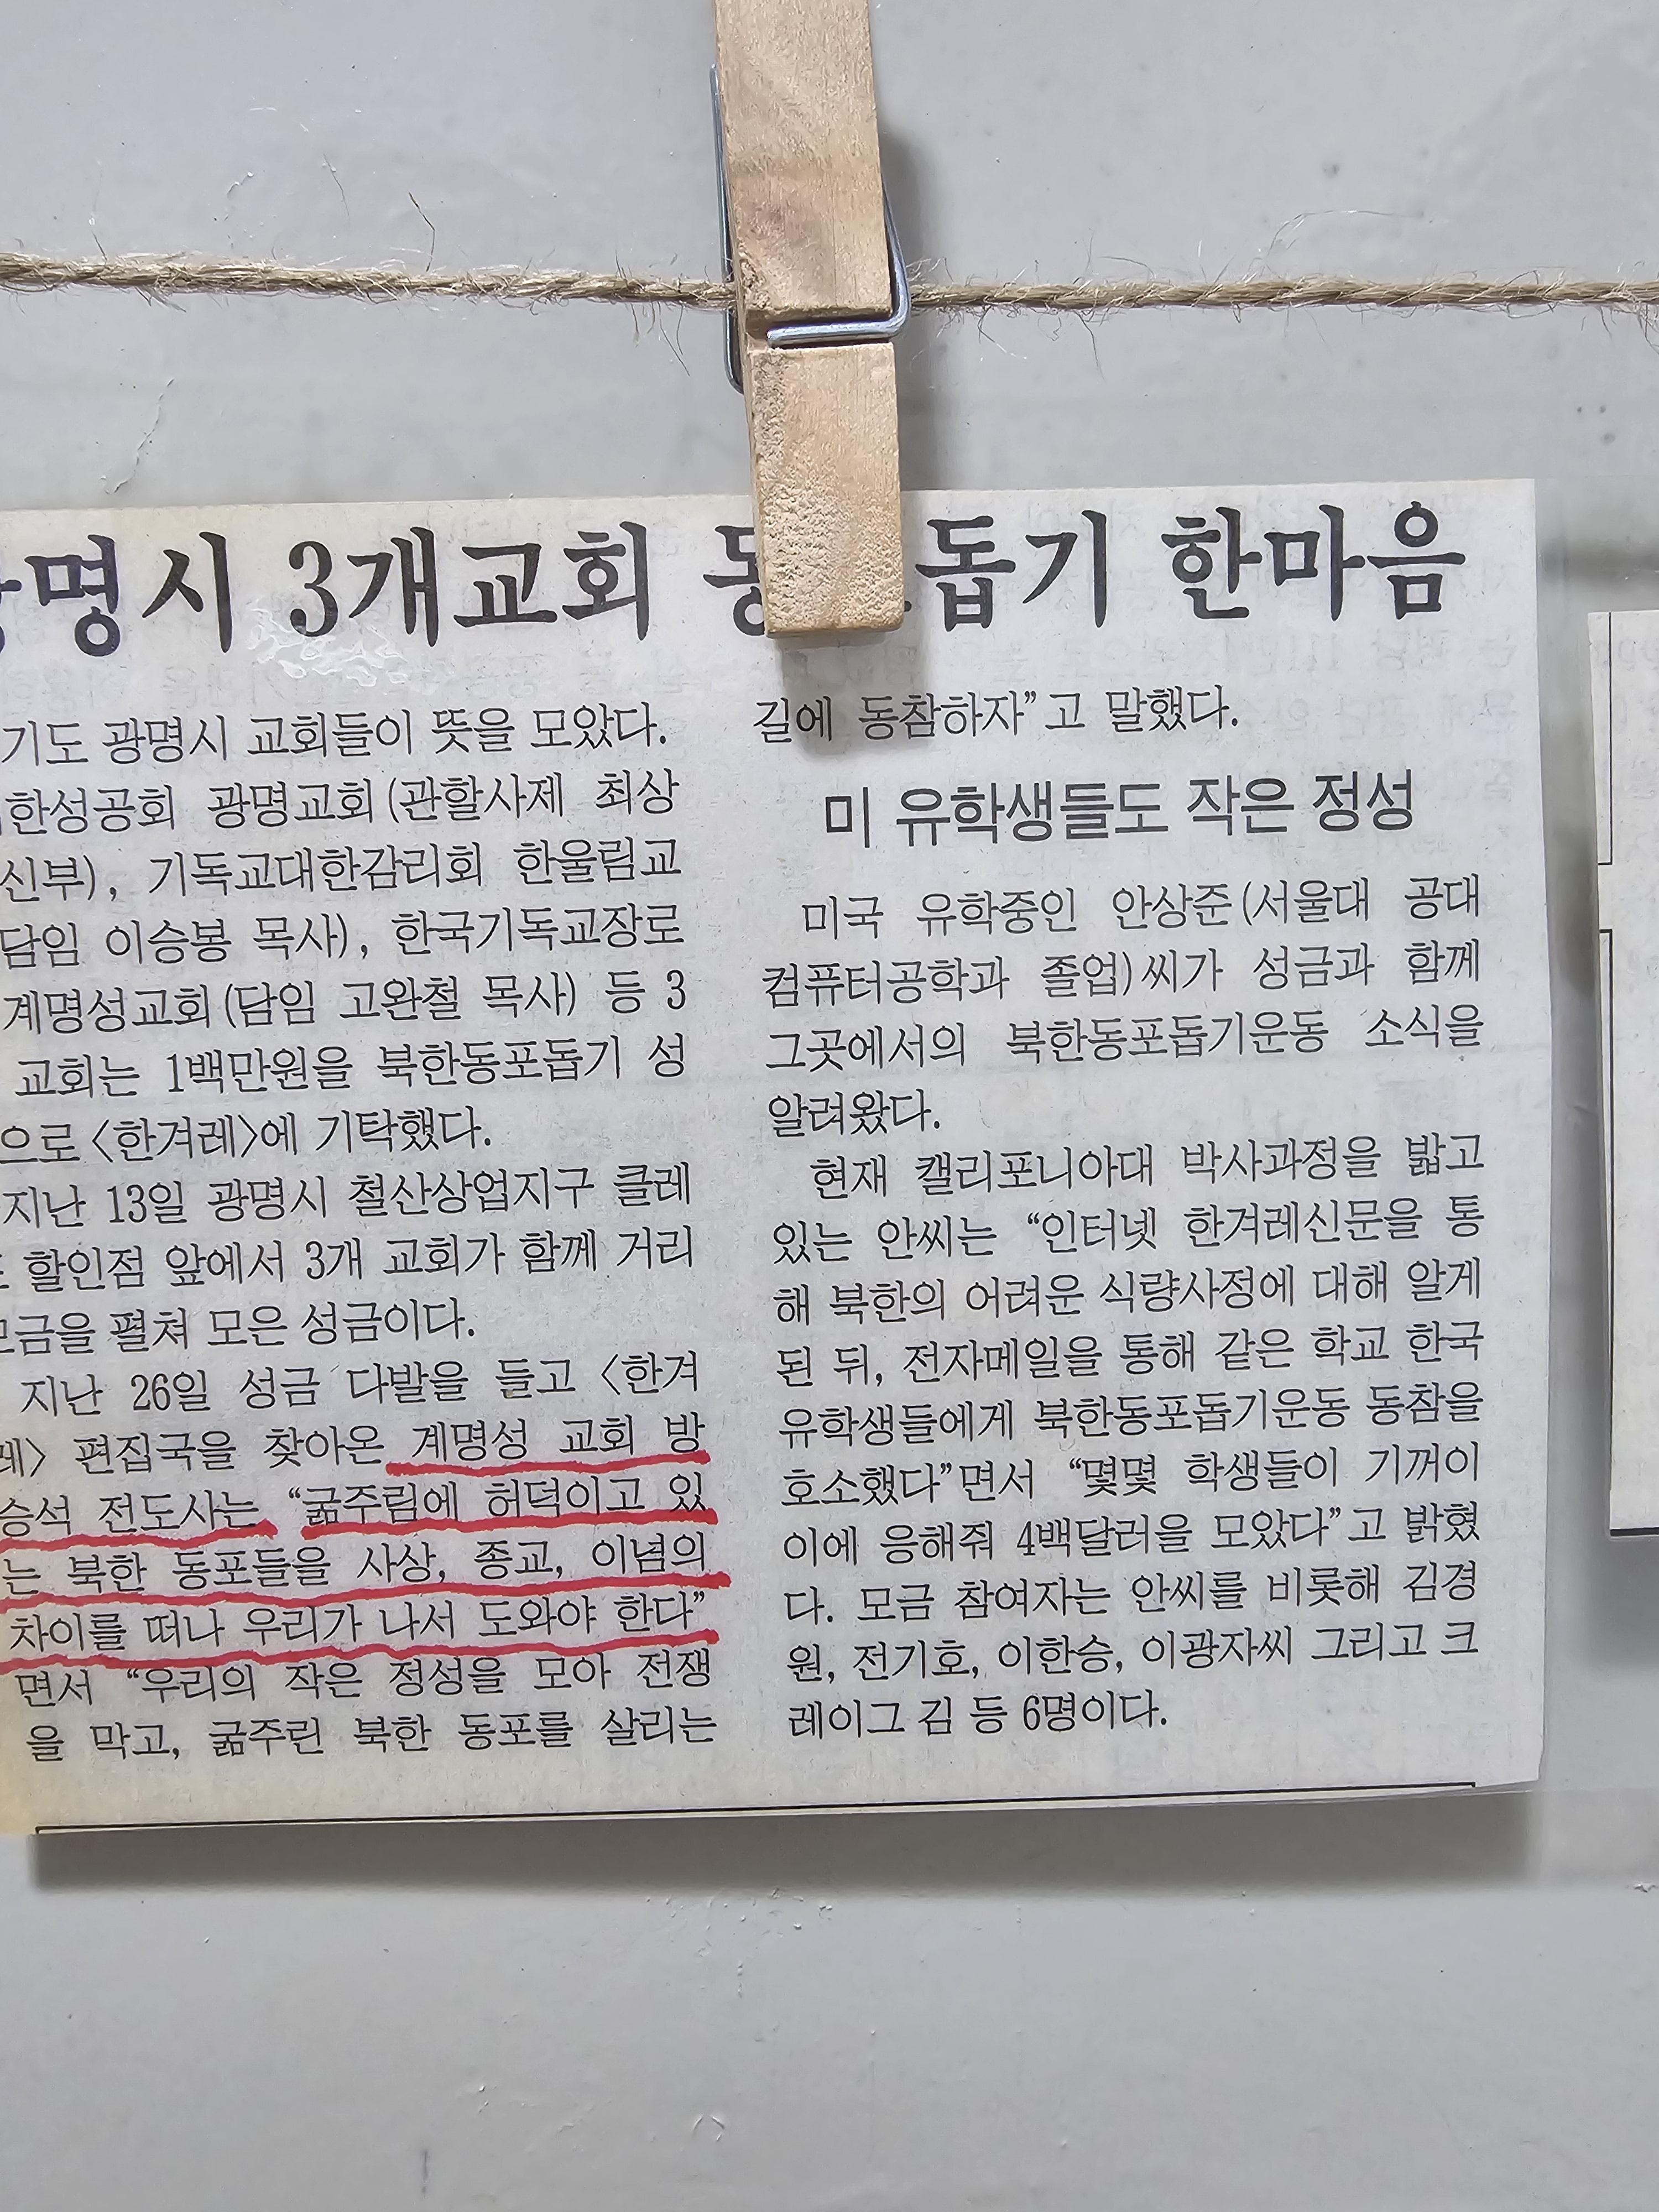 명시 3개교회 돕기 한마음
기도 광명시 교회들이 뜻을 모았다.
한성공회 광명교회(관할사제 최상
신부), 기독교대한감리회 한울림교
담임 이승봉 목사), 한국기독교장로
계명성교회(담임 고완철 목사) 등 3
교회는 1백만원을 북한동포돕기 성
으로 〈한겨레〉에 기탁했다.
지난 13일 광명시 철산상업지구 클레
할인점 앞에서 3개 교회가 함께 거리
모금을 펼쳐 모은 성금이다.
지난 26일 성금 다발을 들고 〈한겨
레〉 편집국을 찾아온 계명성 교회 방
승석 전도사는 “굶주림에 허덕이고 있
는 북한 동포들을 사상, 종교, 이념의
차이를 떠나 우리가 나서 도와야 한다”
면서 “우리의 작은 정성을 모아 전쟁
을 막고, 굶주린 북한 동포를 살리는
길에 동참하자”고 말했다.
미 유학생들도 작은 정성
미국 유학중인 안상준(서울대 공대
컴퓨터공학과 졸업)씨가 성금과 함께
그곳에서의 북한동포돕기운동 소식을
알려왔다.
현재 캘리포니아대 박사과정을 밟고
있는 안씨는 “인터넷 한겨레신문을 통
해 북한의 어려운 식량사정에 대해 알게
된 뒤, 전자메일을 통해 같은 학교 한국
유학생들에게 북한동포돕기운동 동참을
호소했다”면서 “몇몇 학생들이 기꺼이
이에 응해줘 4백달러을 모았다”고 밝혔
다. 모금 참여자는 안씨를 비롯해 김경
원, 전기호, 이한승, 이광자씨 그리고 크
레이그 김 등 6명이다.